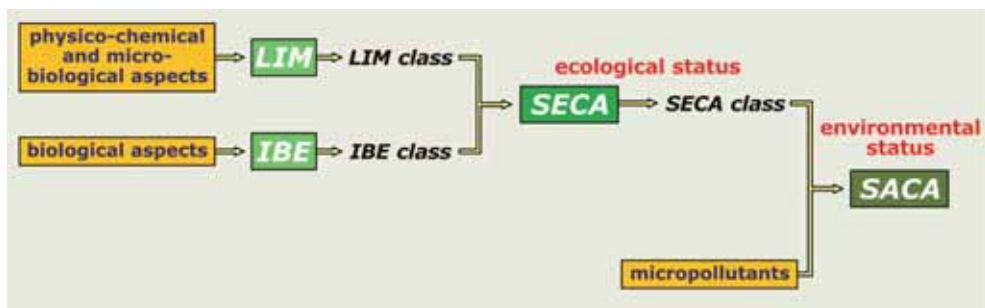 physico-chemical
and micro-
biological aspects
LIM
LIM class
biological aspects
IBE
IBE class
ecological status
SECA
SECA class
environmental
status
SACA
micropollutants